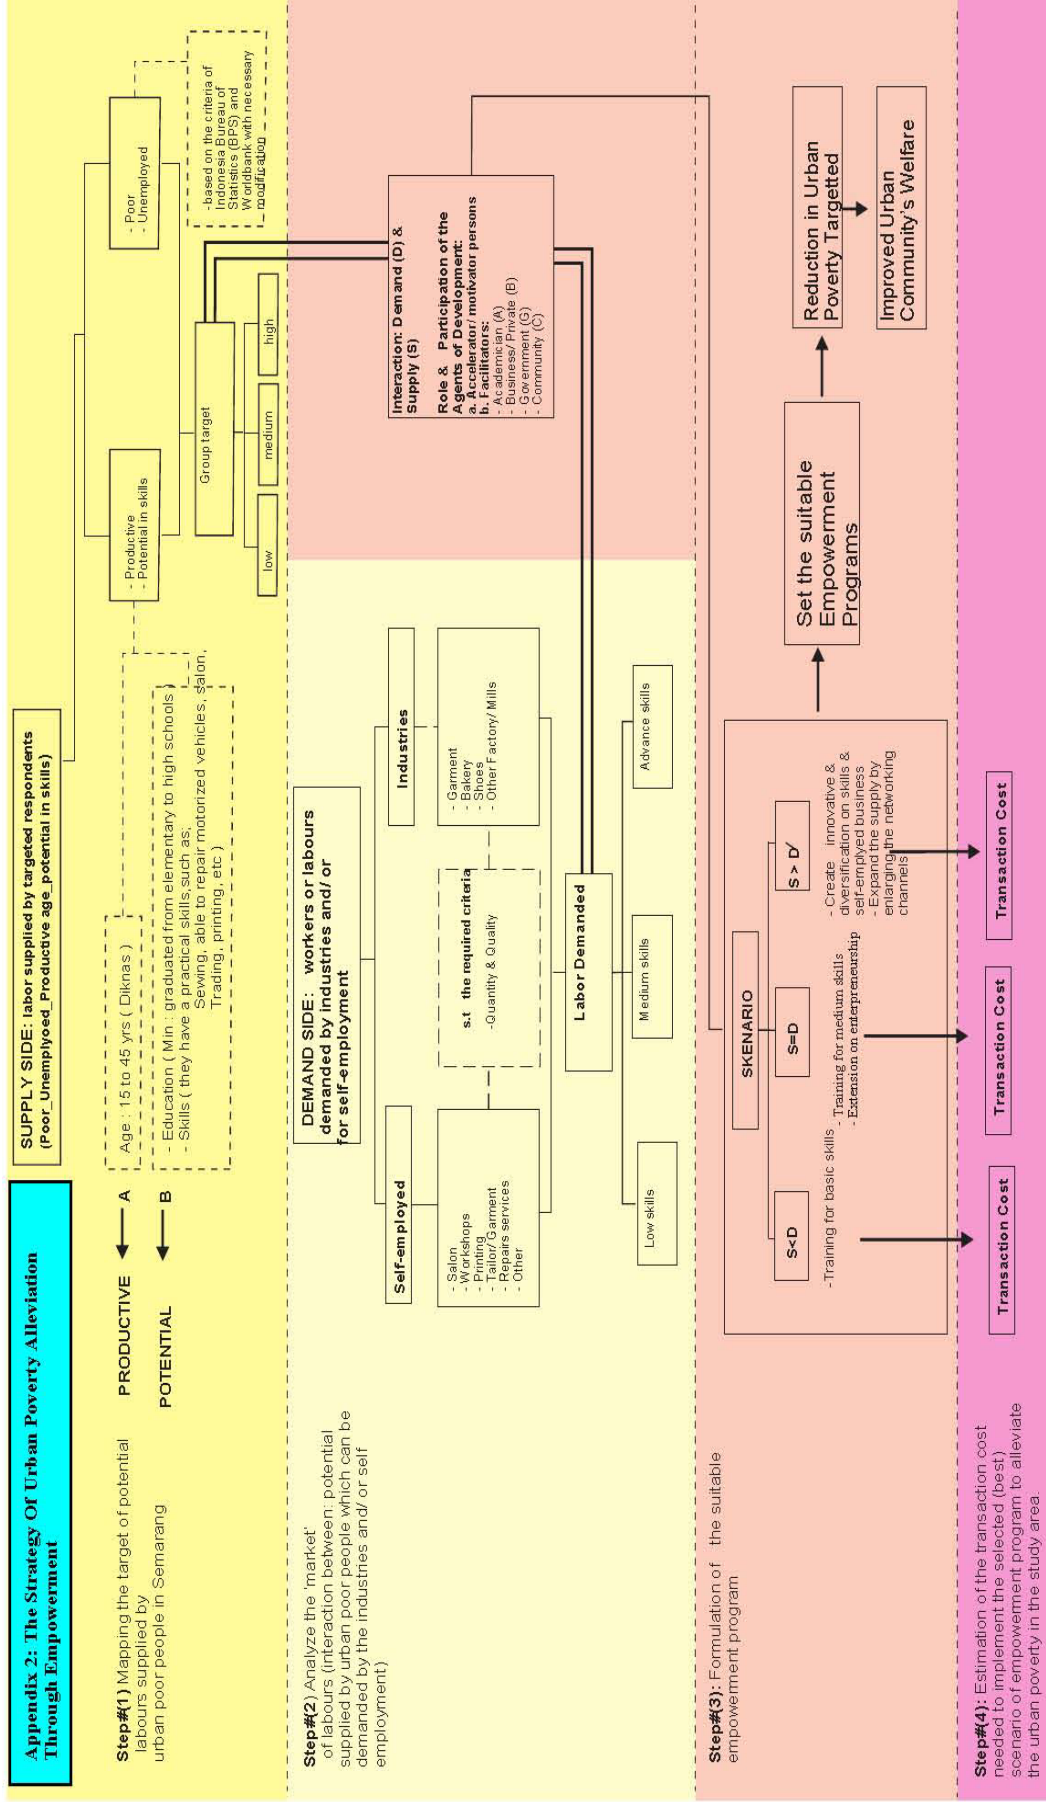 Appendix 2: The Strategy Of Urban Poverty Alleviation
Through Empowerment
SUPPLY SIDE: labor supplied by targeted respondents
(Poor_Unemplyoed_Productive age_potential in skills)
Step#(1) Mapping the target of potential
labours supplied by
urban poor people in Semarang
PRODUCTIVE
A
Age : 15 to 45 yrs ( Diknas )
POTENTIAL
B
- Education ( Min : graduated from elementary to high schools )
- Skills ( they have a practical skills,such as;
Sewing, able to repair motorized vehicles, salon,
Trading, printing, etc )
- Productive
- Potential in skills
- Poor
- Unemployed
-based on the criteria of
Indonesia Bureau of
Statistics (BPS) and
Worldbank with necessary
modification
Group target
low
medium
high
Step#(2) Analyze the 'market'
of labours (interaction between: potential
supplied by urban poor people which can be
demanded by the industries and/ or self
employment)
DEMAND SIDE: workers or labours
demanded by industries and/ or
for self-employment
Self-employed
Industries
- Salon
- Workshops
- Printing
- Tailor/ Garment
- Repairs services
- Other
s.t the required criteria
-Quantity & Quality
- Garment
- Bakery
- Shoes
- Other Factory/ Mills
Labor Demanded
Low skills
Medium skills
Advance skills
Interaction: Demand (D) &
Supply (S)
Role & Participation of the
Agents of Development:
a. Accelerator/ motivator persons
b. Facilitators:
- Academician (A)
- Business/ Private (B)
- Government (G)
- Community (C)
Step#(3): Formulation of the suitable
empowerment program
SKENARIO
S<D
S=D
S > D
-Training for basic skills
- Training for medium skills
- Extension on enterpreneurship
- Create innovative &
diversification on skills &
self-emplyed business
- Expand the supply by
enlarging the networking
channels
Set the suitable
Empowerment
Programs
Reduction in Urban
Poverty Targetted
Improved Urban
Community's Welfare
Step#(4): Estimation of the transaction cost
needed to implement the selected (best)
scenario of empowerment program to alleviate
the urban poverty in the study area.
Transaction Cost
Transaction Cost
Transaction Cost